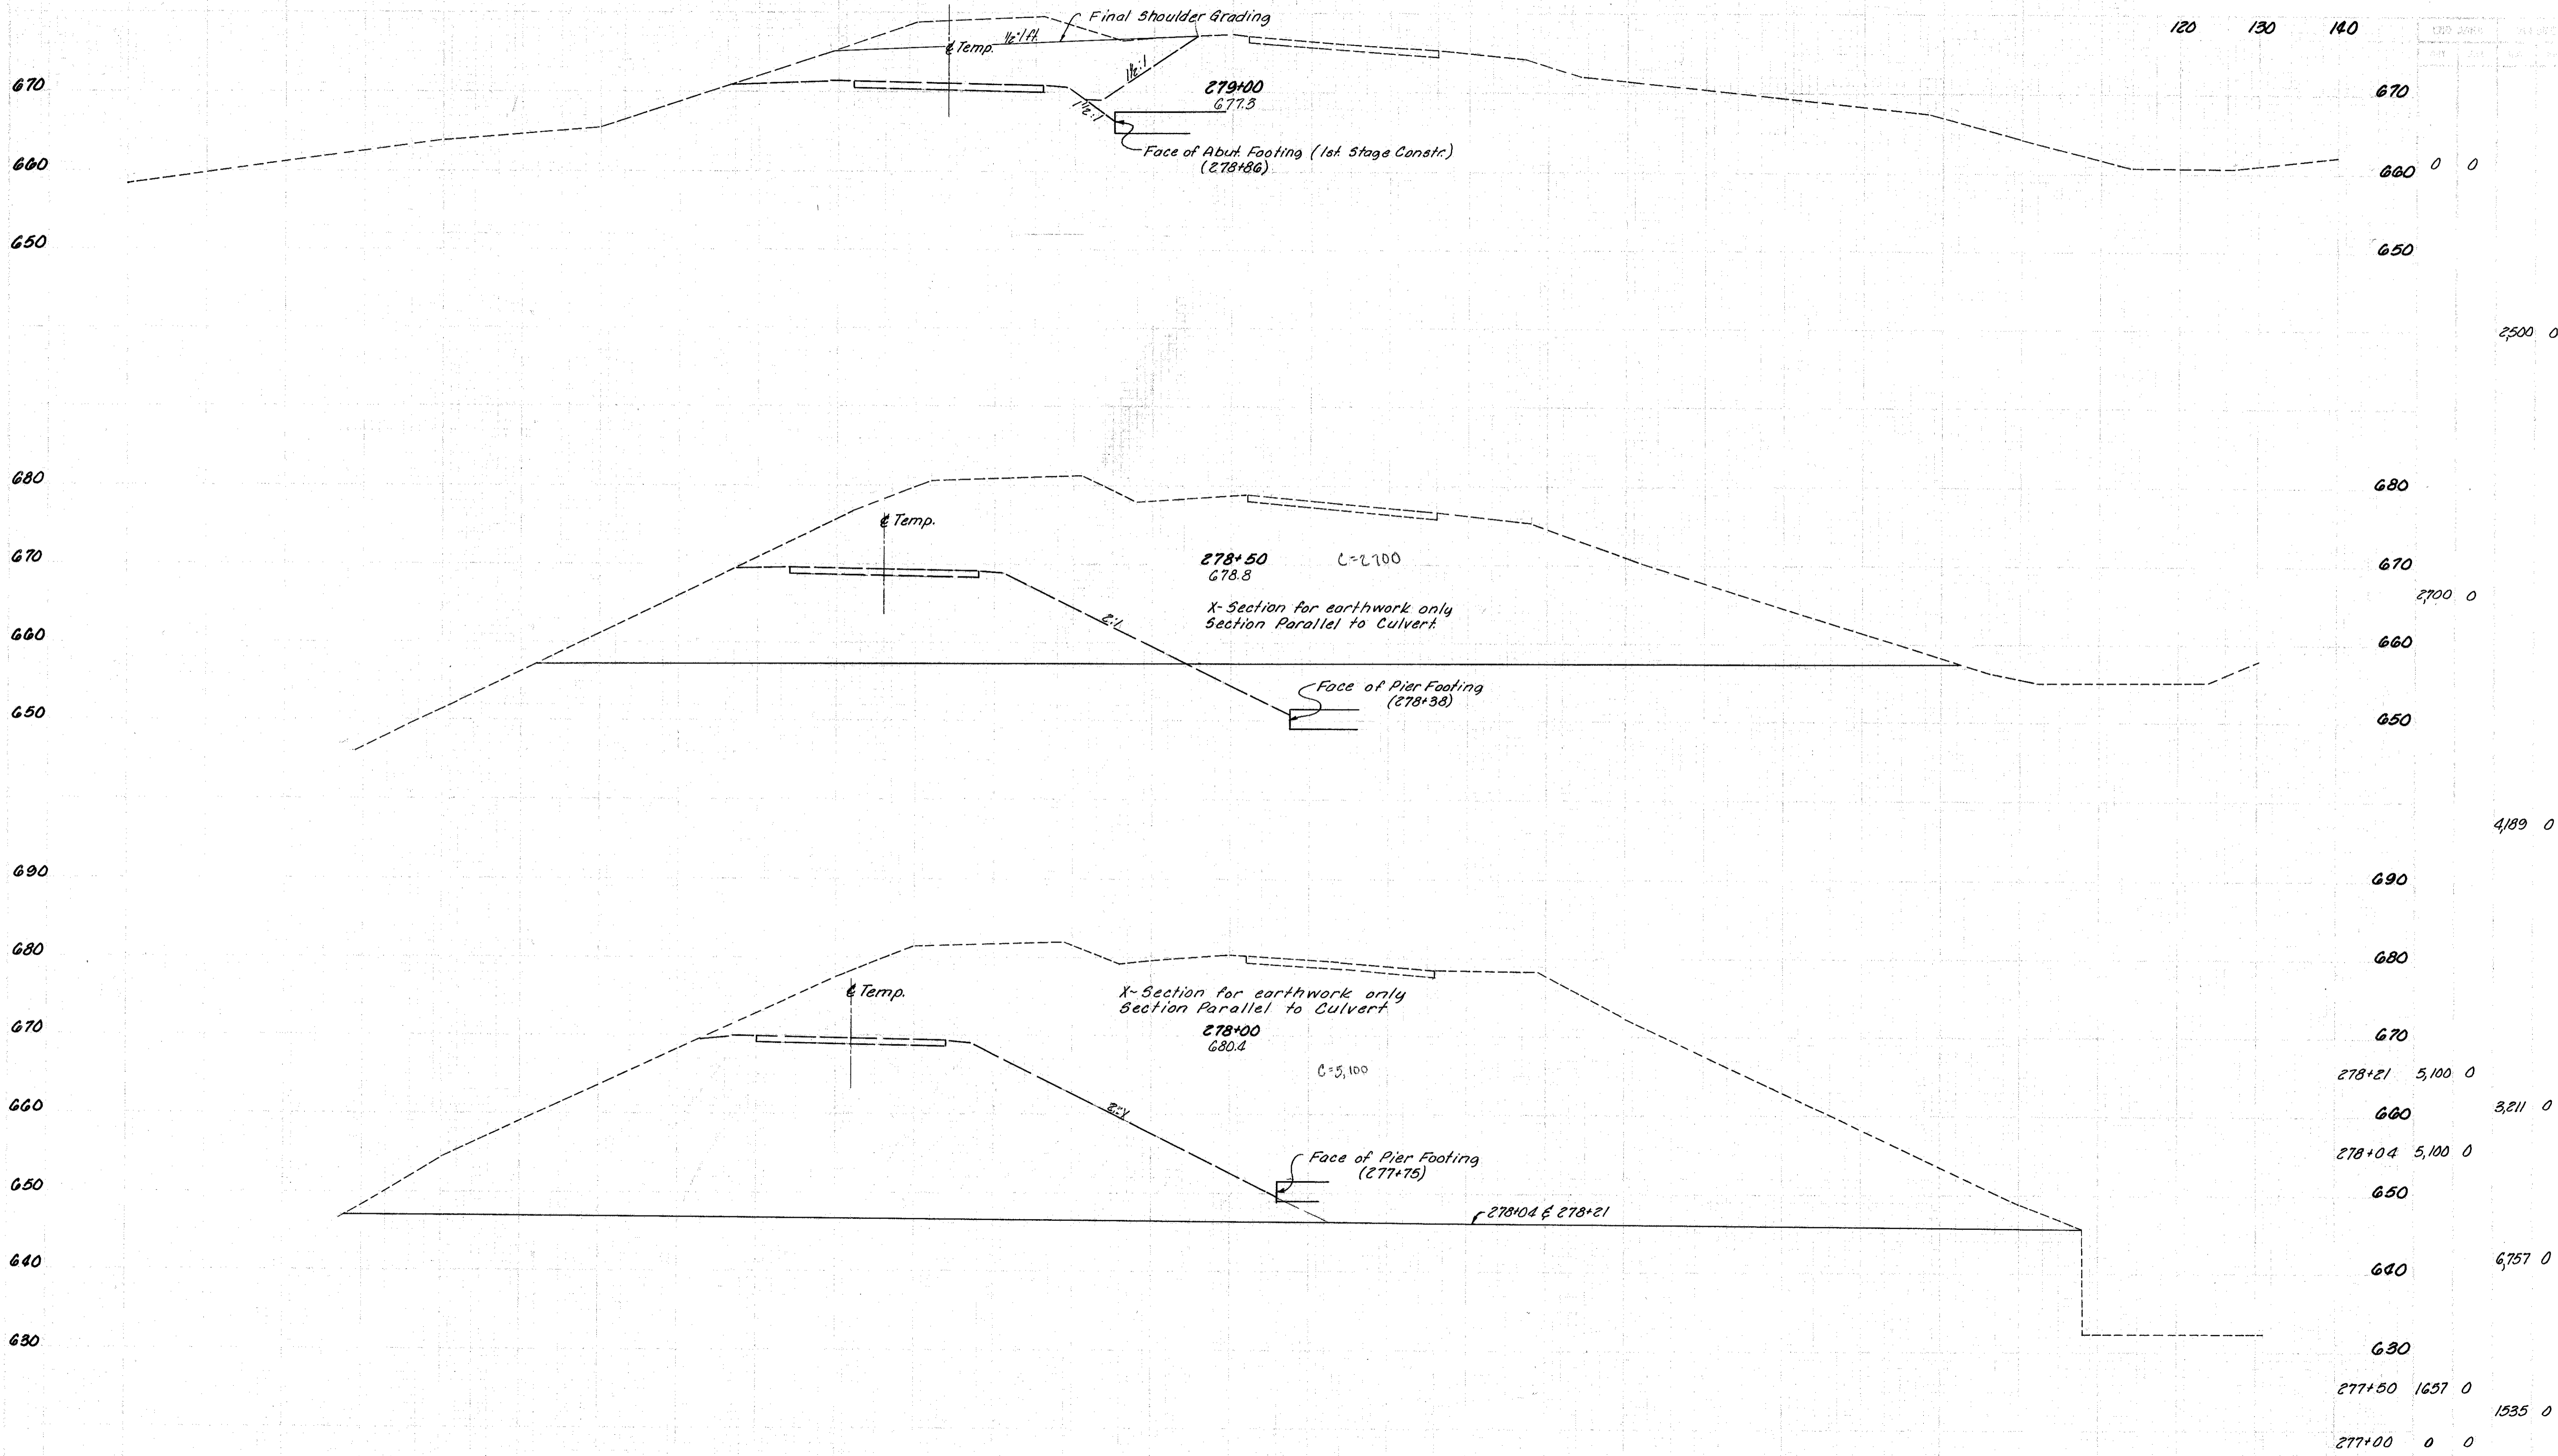 Final Shoulder Grading
120 130 140
℄ Temp.
½"/ft.
1½:1
670
279+00
670
677.3
1½:1
Face of Abut. Footing (1st. Stage Constr.)
(278+86)
660
660 0 0
650
650
2,500 0
680
680
℄ Temp.
670
278+50 C=2700
670
678.8
2,700 0
X-Section for earthwork only
Section Parallel to Culvert
2:1
660
660
Face of Pier Footing
(278+38)
650
650
4,189 0
690
690
680
680
℄ Temp.
X-Section for earthwork only
Section Parallel to Culvert
670
278+00
670
680.4
C=5,100
278+21 5,100 0
660
2:1
660
3,211 0
278+04 5,100 0
Face of Pier Footing
(277+75)
650
650
278+04 & 278+21
640
640
6,757 0
630
630
277+50 1657 0
1535 0
277+00 0 0